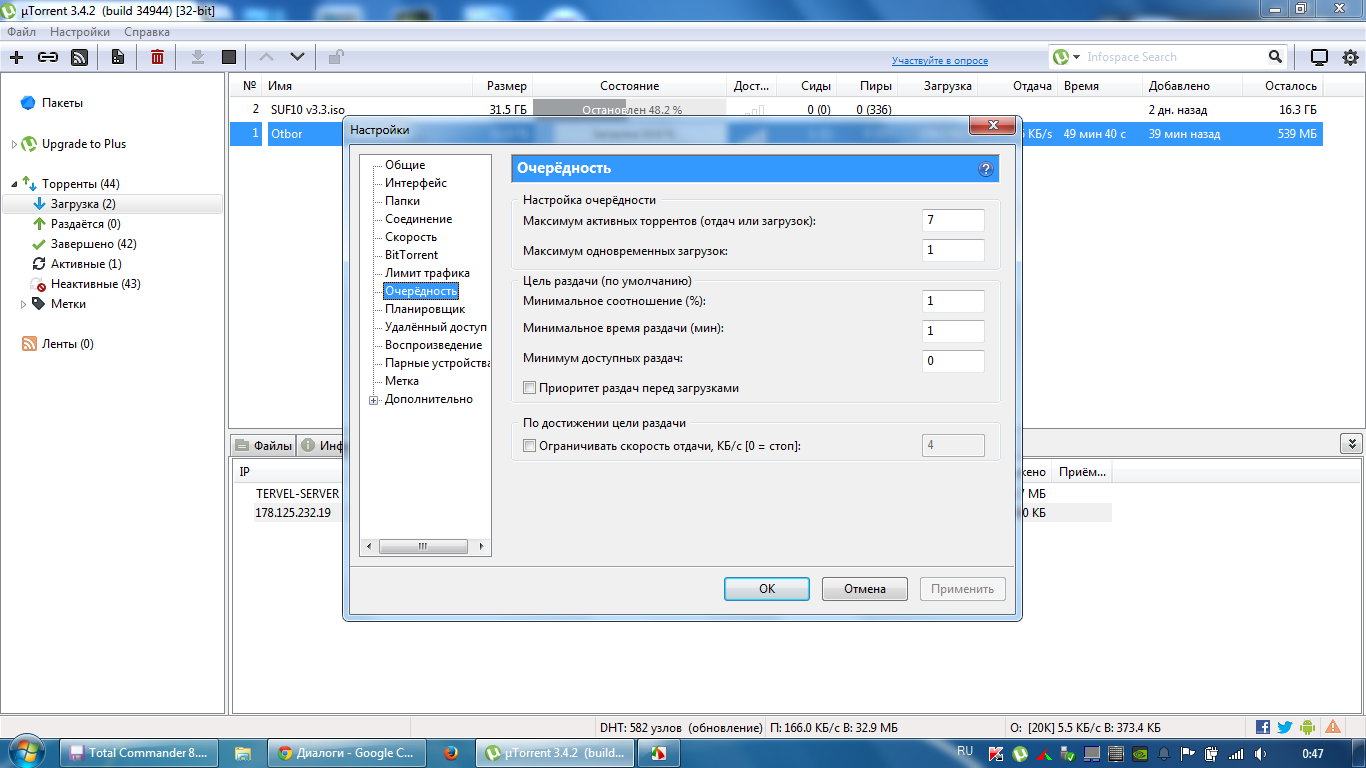 µTorrent 3.4.2 (build 34944) [32-bit]
Файл Настройки Справка
Участвуйте в опросе
Infospace Search
Пакеты
Upgrade to Plus
Торренты (44)
Загрузка (2)
Раздаётся (0)
Завершено (42)
Активные (1)
Неактивные (43)
Метки
Ленты (0)
№ Имя Размер Состояние Дост... Сиды Пиры Загрузка Отдача Время Добавлено Осталось
2 SUF10 v3.3.iso 31.5 ГБ Остановлен 48.2 % 0 (0) 0 (336) 2 дн. назад 16.3 ГБ
1 Otbor KБ/s 49 мин 40 с 39 мин назад 539 МБ
Настройки
Общие
Интерфейс
Папки
Соединение
Скорость
BitTorrent
Лимит трафика
Очерёдность
Планировщик
Удалённый доступ
Воспроизведение
Парные устройства
Метка
Дополнительно
Очерёдность
Настройка очерёдности
Максимум активных торрентов (отдач или загрузок): 7
Максимум одновременных загрузок: 1
Цель раздачи (по умолчанию)
Минимальное соотношение (%): 1
Минимальное время раздачи (мин): 1
Минимум доступных раздач: 0
Приоритет раздач перед загрузками
По достижении цели раздачи
Ограничивать скорость отдачи, КБ/с [0 = стоп]: 4
OK Отмена Применить
Файлы Инф
IP жено Приём...
TERVEL-SERVER МБ
178.125.232.19 КБ
DHT: 582 узлов (обновление) П: 166.0 КБ/с В: 32.9 МБ О: [20K] 5.5 КБ/с В: 373.4 КБ
Total Commander 8....
Диалоги - Google C...
µTorrent 3.4.2 (build...
RU
0:47